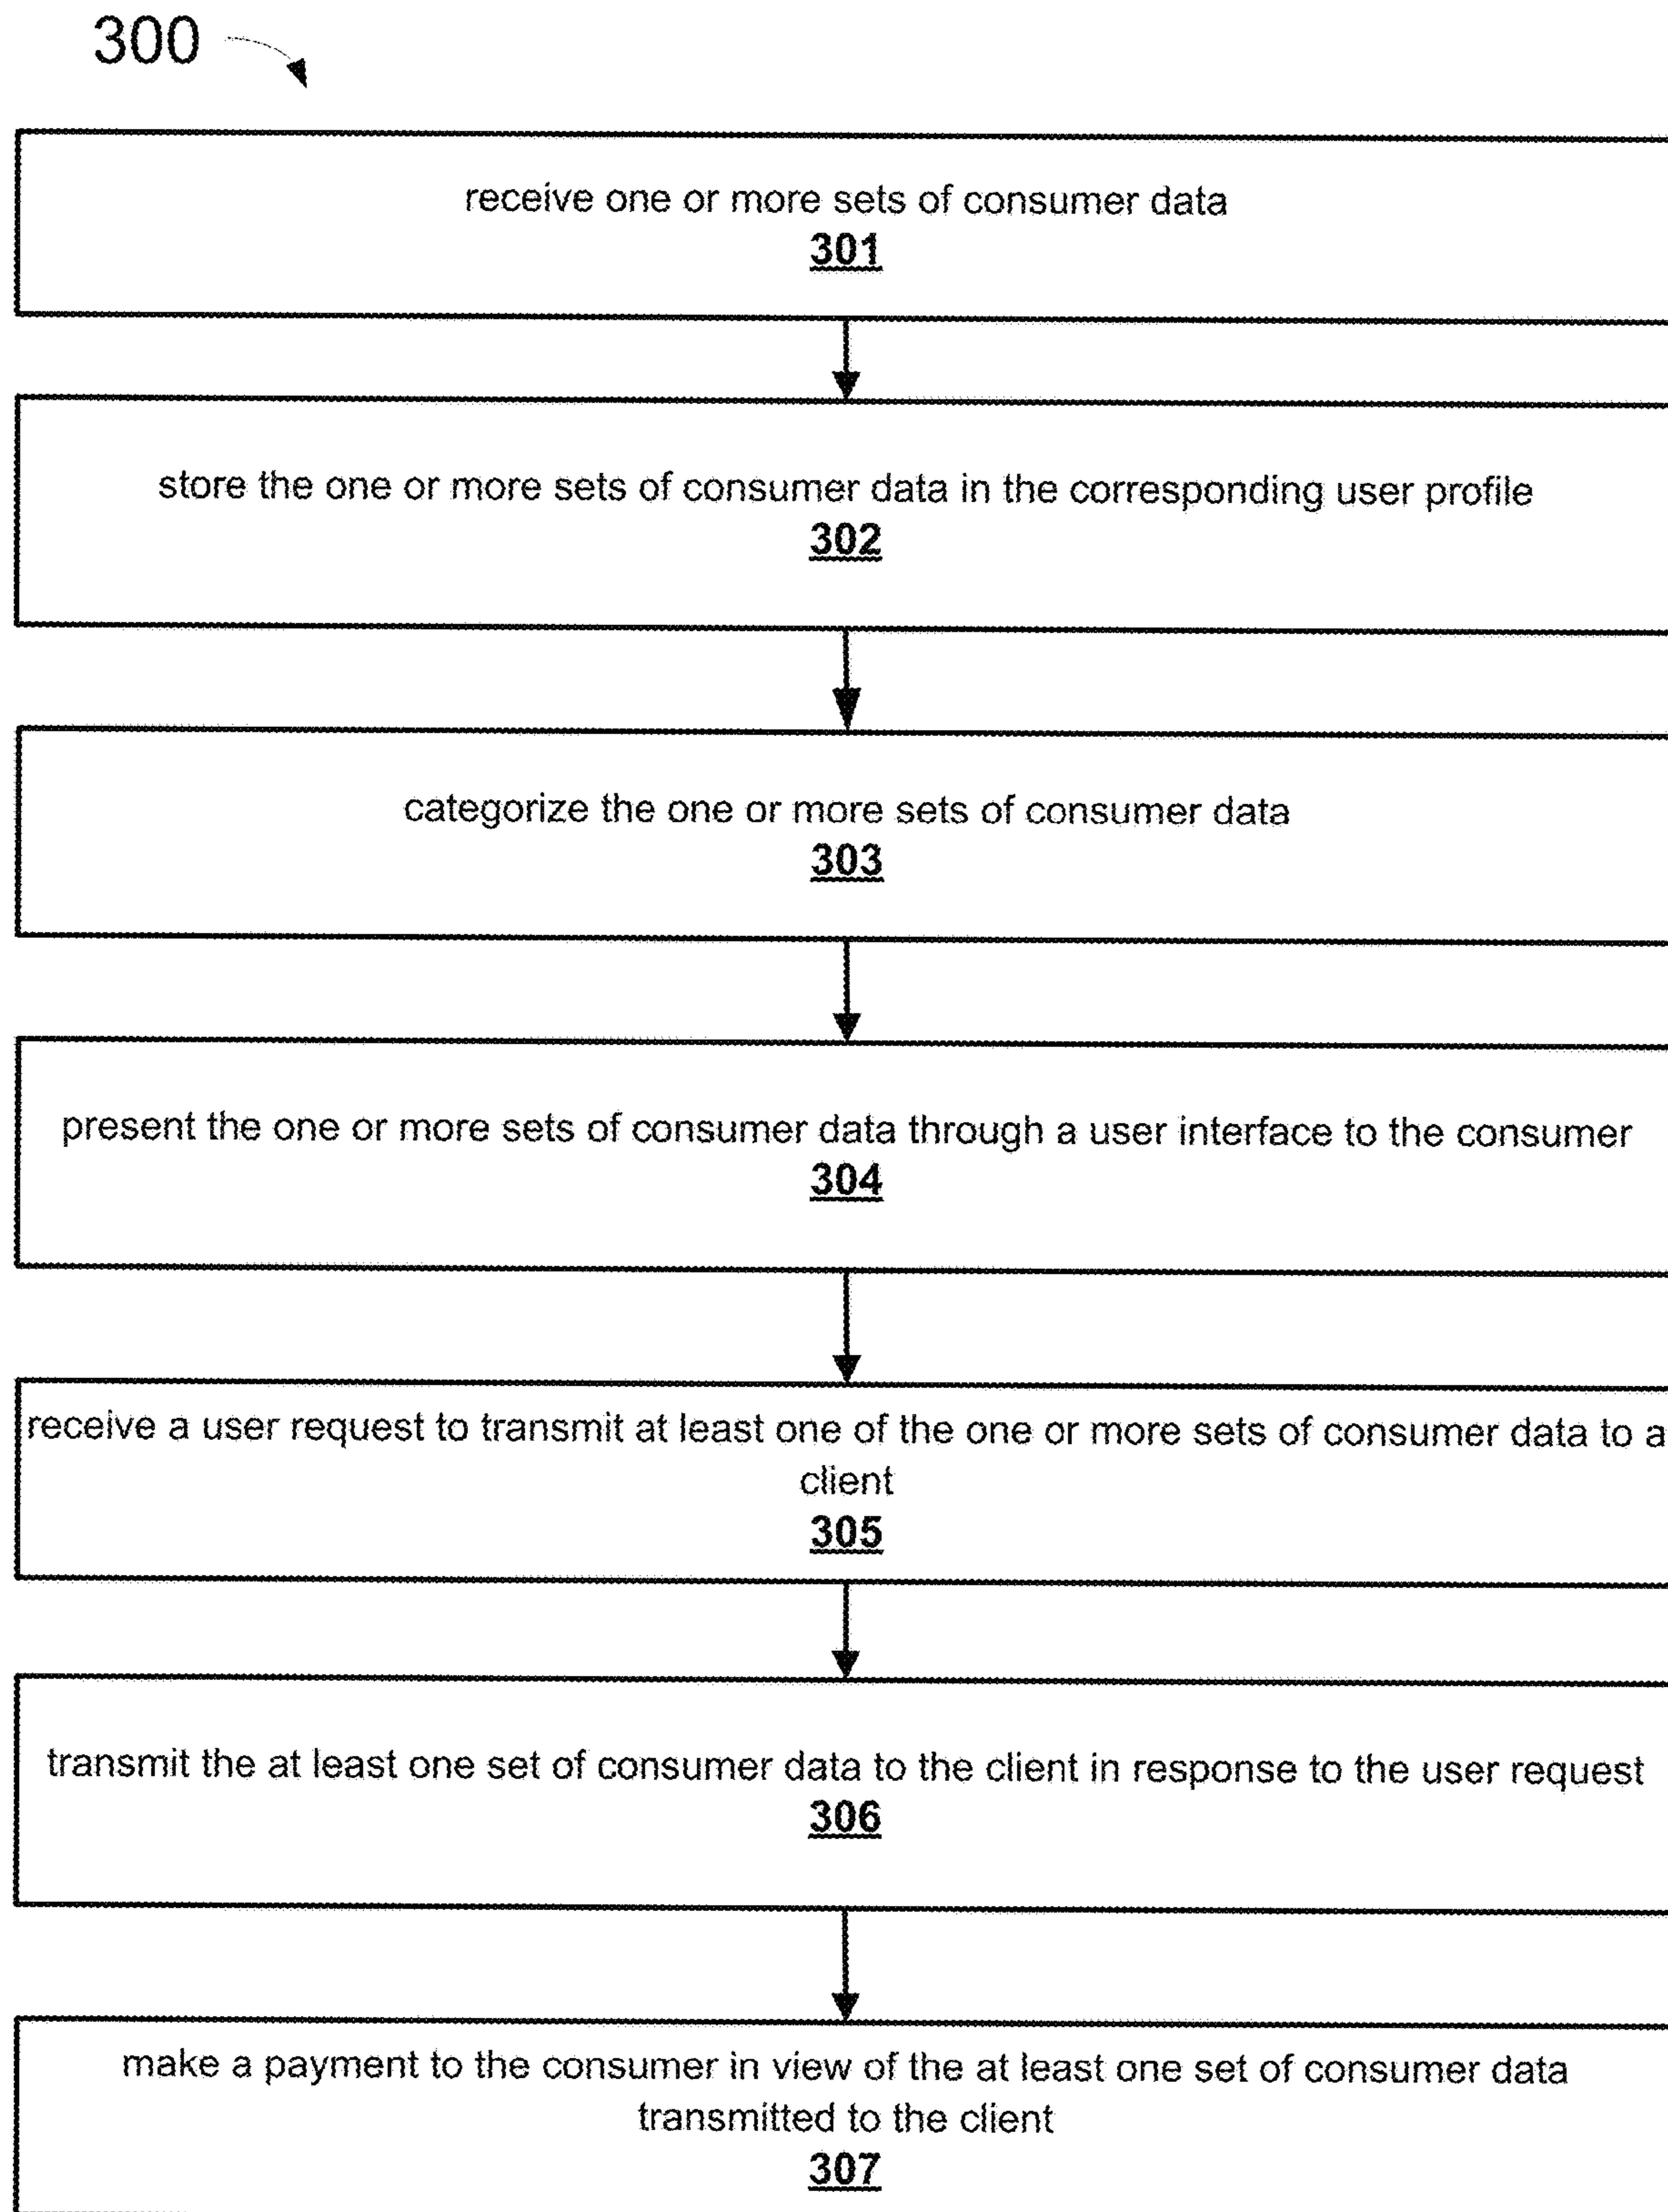 300
receive one or more sets of consumer data
301
store the one or more sets of consumer data in the corresponding user profile
302
categorize the one or more sets of consumer data
303
present the one or more sets of consumer data through a user interface to the consumer
304
receive a user request to transmit at least one of the one or more sets of consumer data to a
client
305
transmit the at least one set of consumer data to the client in response to the user request
306
make a payment to the consumer in view of the at least one set of consumer data
transmitted to the client
307